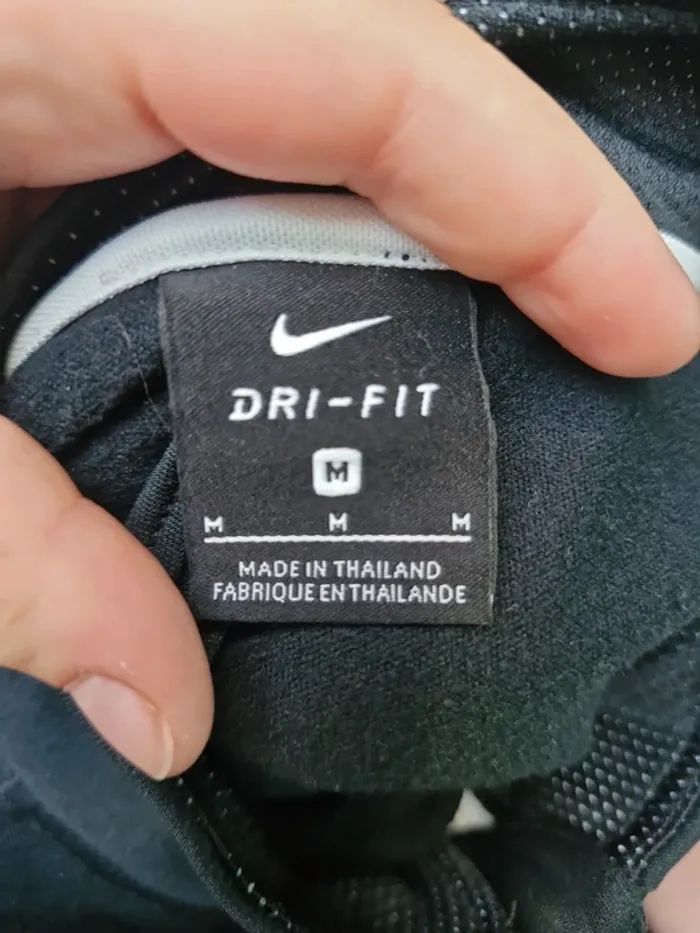 DRI-FIT
M
M M M
MADE IN THAILAND
FABRIQUE EN THAILANDE